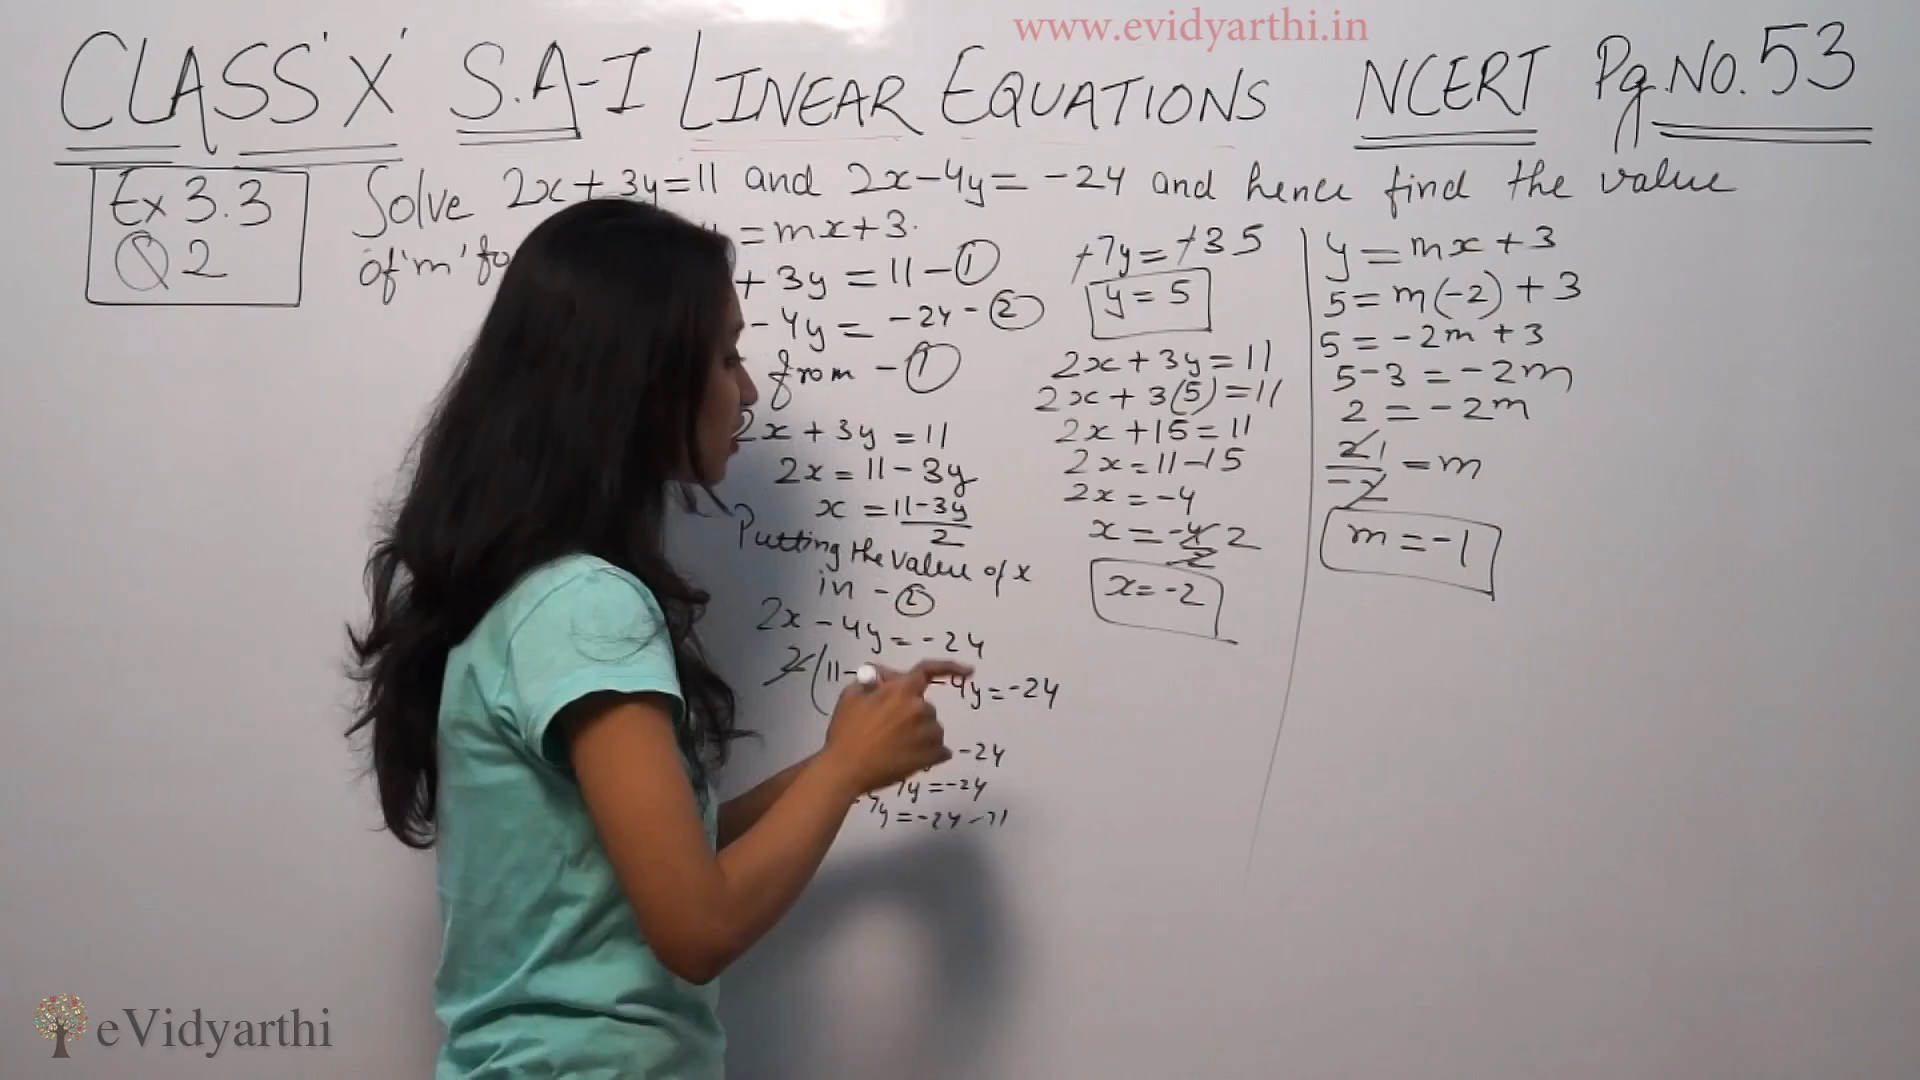 www.evidyarthi.in
CLASS 'X' S.A-I LINEAR EQUATIONS NCERT Pg.NO.53
Ex 3.3
Q2
Solve 2x+3y=11 and 2x-4y=-24 and hence find the value
of 'm' = mx+3.
+ 3y = 11 - ①
- 4y = -24 - ②
from - ①
2x + 3y = 11
2x = 11 - 3y
x = 11-3y
2
Putting the value of x
in - ②
2x - 4y = -24
2(11- -4y=-24
-24
7y = -24
y = -24
+7y = +35
y = 5
2x + 3y = 11
2x + 3(5) = 11
2x + 15 = 11
2x = 11-15
2x = -4
x = -4 2
2
x = -2
y = mx + 3
5 = m(-2) + 3
5 = -2m + 3
5-3 = -2m
2 = -2m
2 1 = m
-2
m = -1
eVidyarthi